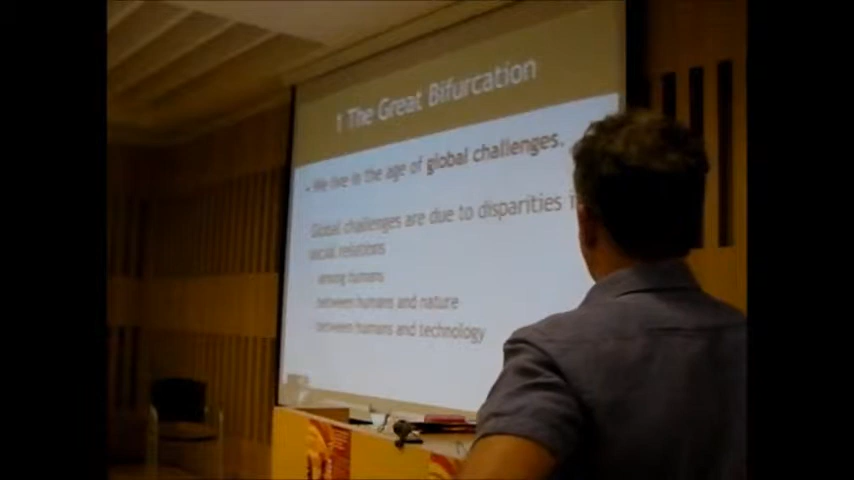 1 The Great Bifurcation
• We live in the age of global challenges.
Global challenges are due to disparities i
social relations
among humans
between humans and nature
between humans and technology